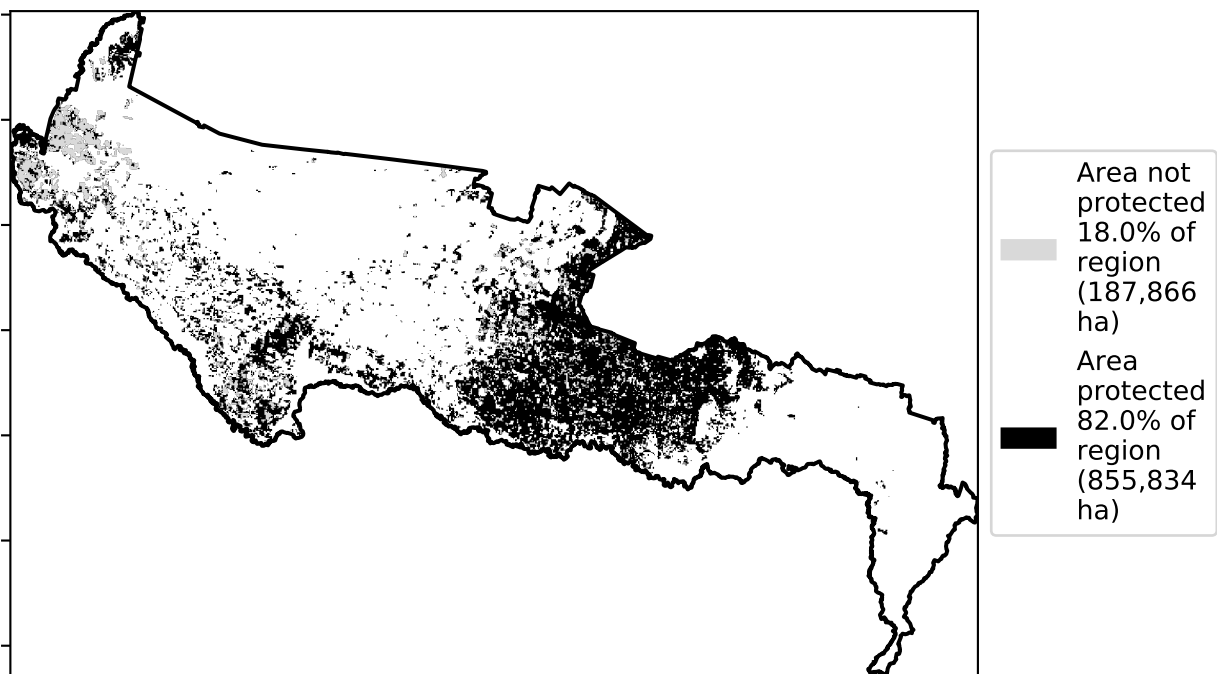 Area not
protected
18.0% of
region
(187,866
ha)
Area
protected
82.0% of
region
(855,834
ha)